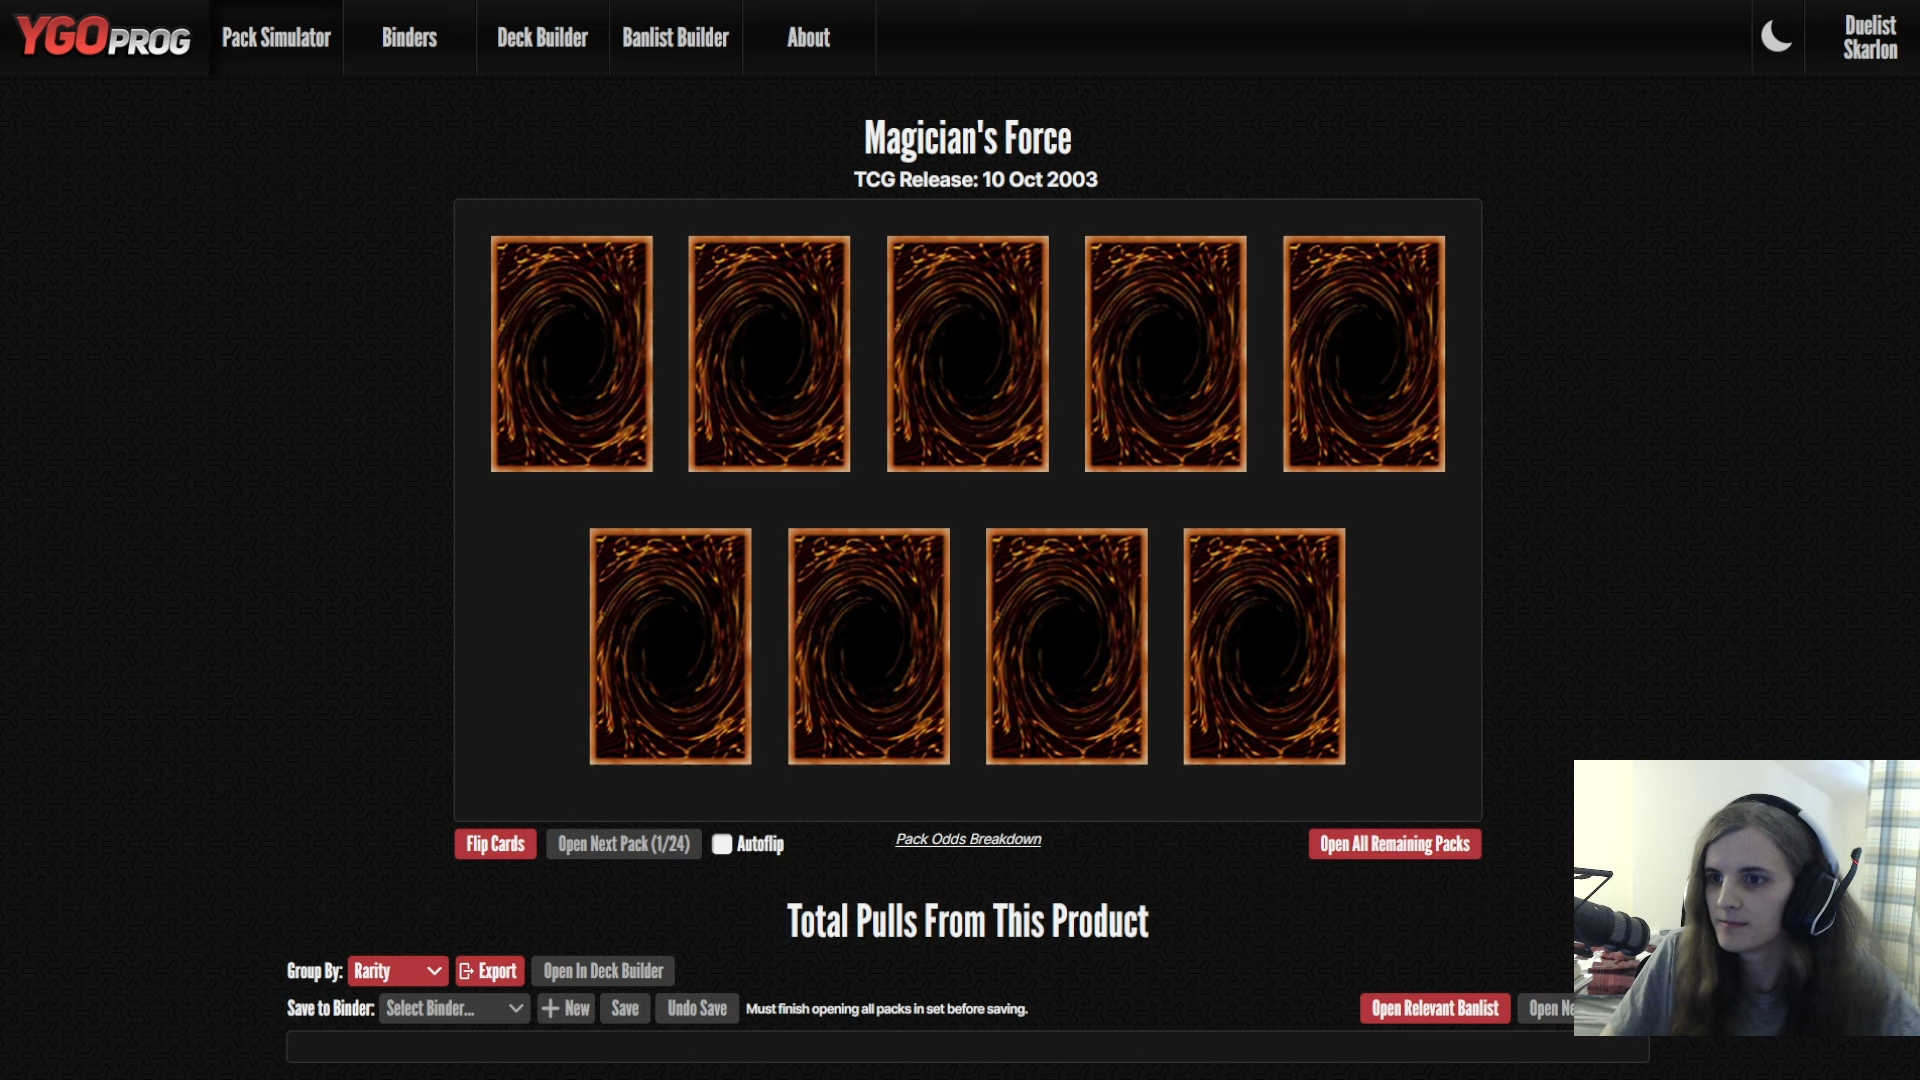 YGOPROG
Pack Simulator
Binders
Deck Builder
Banlist Builder
About
Duelist
Skarlon
Magician's Force
TCG Release: 10 Oct 2003
Flip Cards
Open Next Pack (1/24)
Autoflip
Pack Odds Breakdown
Open All Remaining Packs
Total Pulls From This Product
Group By:
Rarity
Export
Open In Deck Builder
Save to Binder:
Select Binder...
New
Save
Undo Save
Must finish opening all packs in set before saving.
Open Relevant Banlist
Open